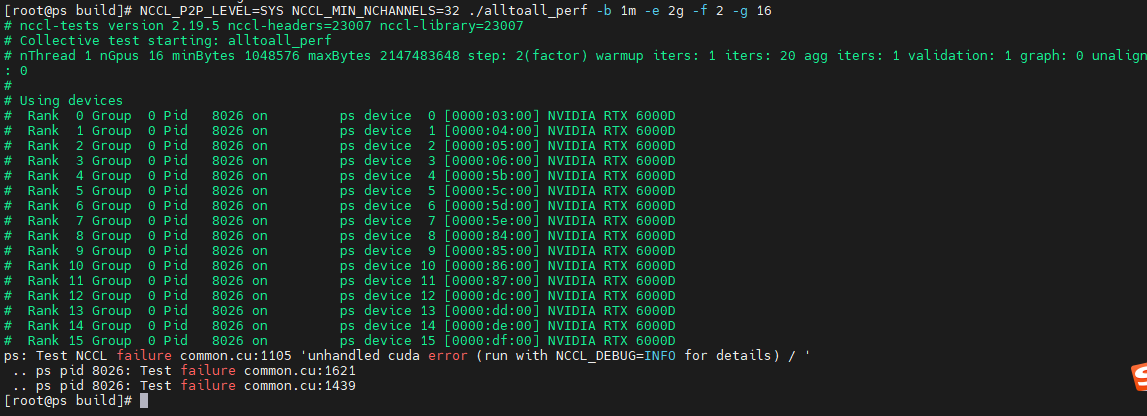 [root@ps build]# NCCL_P2P_LEVEL=SYS NCCL_MIN_NCHANNELS=32 ./alltoall_perf -b 1m -e 2g -f 2 -g 16
# nccl-tests version 2.19.5 nccl-headers=23007 nccl-library=23007
# Collective test starting: alltoall_perf
# nThread 1 nGpus 16 minBytes 1048576 maxBytes 2147483648 step: 2(factor) warmup iters: 1 iters: 20 agg iters: 1 validation: 1 graph: 0 unalign
: 0
#
# Using devices
#  Rank  0 Group  0 Pid   8026 on         ps device  0 [0000:03:00] NVIDIA RTX 6000D
#  Rank  1 Group  0 Pid   8026 on         ps device  1 [0000:04:00] NVIDIA RTX 6000D
#  Rank  2 Group  0 Pid   8026 on         ps device  2 [0000:05:00] NVIDIA RTX 6000D
#  Rank  3 Group  0 Pid   8026 on         ps device  3 [0000:06:00] NVIDIA RTX 6000D
#  Rank  4 Group  0 Pid   8026 on         ps device  4 [0000:5b:00] NVIDIA RTX 6000D
#  Rank  5 Group  0 Pid   8026 on         ps device  5 [0000:5c:00] NVIDIA RTX 6000D
#  Rank  6 Group  0 Pid   8026 on         ps device  6 [0000:5d:00] NVIDIA RTX 6000D
#  Rank  7 Group  0 Pid   8026 on         ps device  7 [0000:5e:00] NVIDIA RTX 6000D
#  Rank  8 Group  0 Pid   8026 on         ps device  8 [0000:84:00] NVIDIA RTX 6000D
#  Rank  9 Group  0 Pid   8026 on         ps device  9 [0000:85:00] NVIDIA RTX 6000D
#  Rank 10 Group  0 Pid   8026 on         ps device 10 [0000:86:00] NVIDIA RTX 6000D
#  Rank 11 Group  0 Pid   8026 on         ps device 11 [0000:87:00] NVIDIA RTX 6000D
#  Rank 12 Group  0 Pid   8026 on         ps device 12 [0000:dc:00] NVIDIA RTX 6000D
#  Rank 13 Group  0 Pid   8026 on         ps device 13 [0000:dd:00] NVIDIA RTX 6000D
#  Rank 14 Group  0 Pid   8026 on         ps device 14 [0000:de:00] NVIDIA RTX 6000D
#  Rank 15 Group  0 Pid   8026 on         ps device 15 [0000:df:00] NVIDIA RTX 6000D
ps: Test NCCL failure common.cu:1105 'unhandled cuda error (run with NCCL_DEBUG=INFO for details) / '
 .. ps pid 8026: Test failure common.cu:1621
 .. ps pid 8026: Test failure common.cu:1439
[root@ps build]#